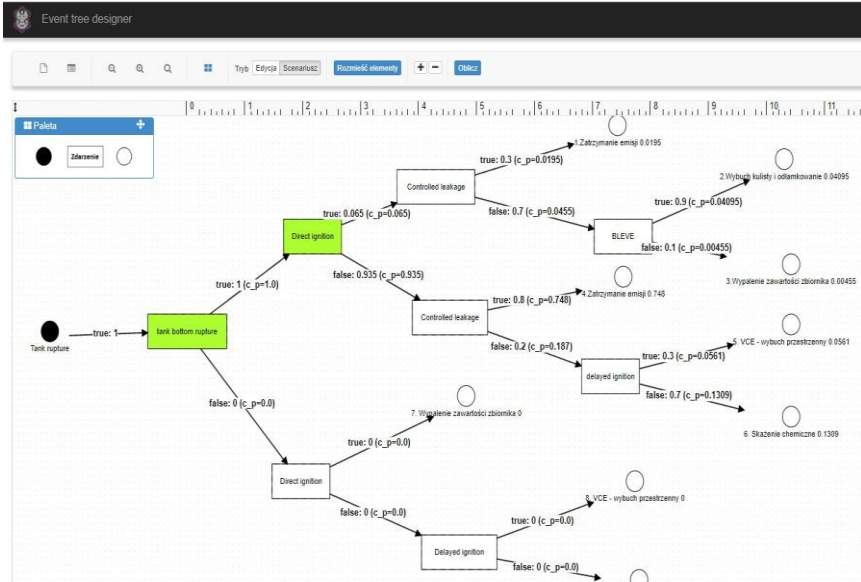 Event tree designer
Tryb Edycja Scenariusz Rozmieść elementy + − Oblicz
0 1 2 3 4 5 6 7 8 9 10 11
Paleta
Zdarzenie
1.Zatrzymanie emisji 0.0195
true: 0.3 (c_p=0.0195)
2.Wybuch kulisty i odłamkowanie 0.04095
Controlled leakage
true: 0.9 (c_p=0.04095)
true: 0.065 (c_p=0.065)
false: 0.7 (c_p=0.0455)
Direct ignition
BLEVE
false: 0.1 (c_p=0.00455)
false: 0.935 (c_p=0.935)
3.Wypalenie zawartości zbiornika 0.00455
true: 1 (c_p=1.0)
4.Zatrzymanie emisji 0.748
true: 0.8 (c_p=0.748)
Controlled leakage
true: 1
tank bottom rupture
Tank rupture
5. VCE - wybuch przestrzenny 0.0561
false: 0.2 (c_p=0.187)
true: 0.3 (c_p=0.0561)
delayed ignition
false: 0.7 (c_p=0.1309)
false: 0 (c_p=0.0)
7. Wypalenie zawartości zbiornika 0
6. Skażenie chemiczne 0.1309
true: 0 (c_p=0.0)
Direct ignition
8. VCE - wybuch przestrzenny 0
false: 0 (c_p=0.0)
true: 0 (c_p=0.0)
Delayed ignition
false: 0 (c_p=0.0)